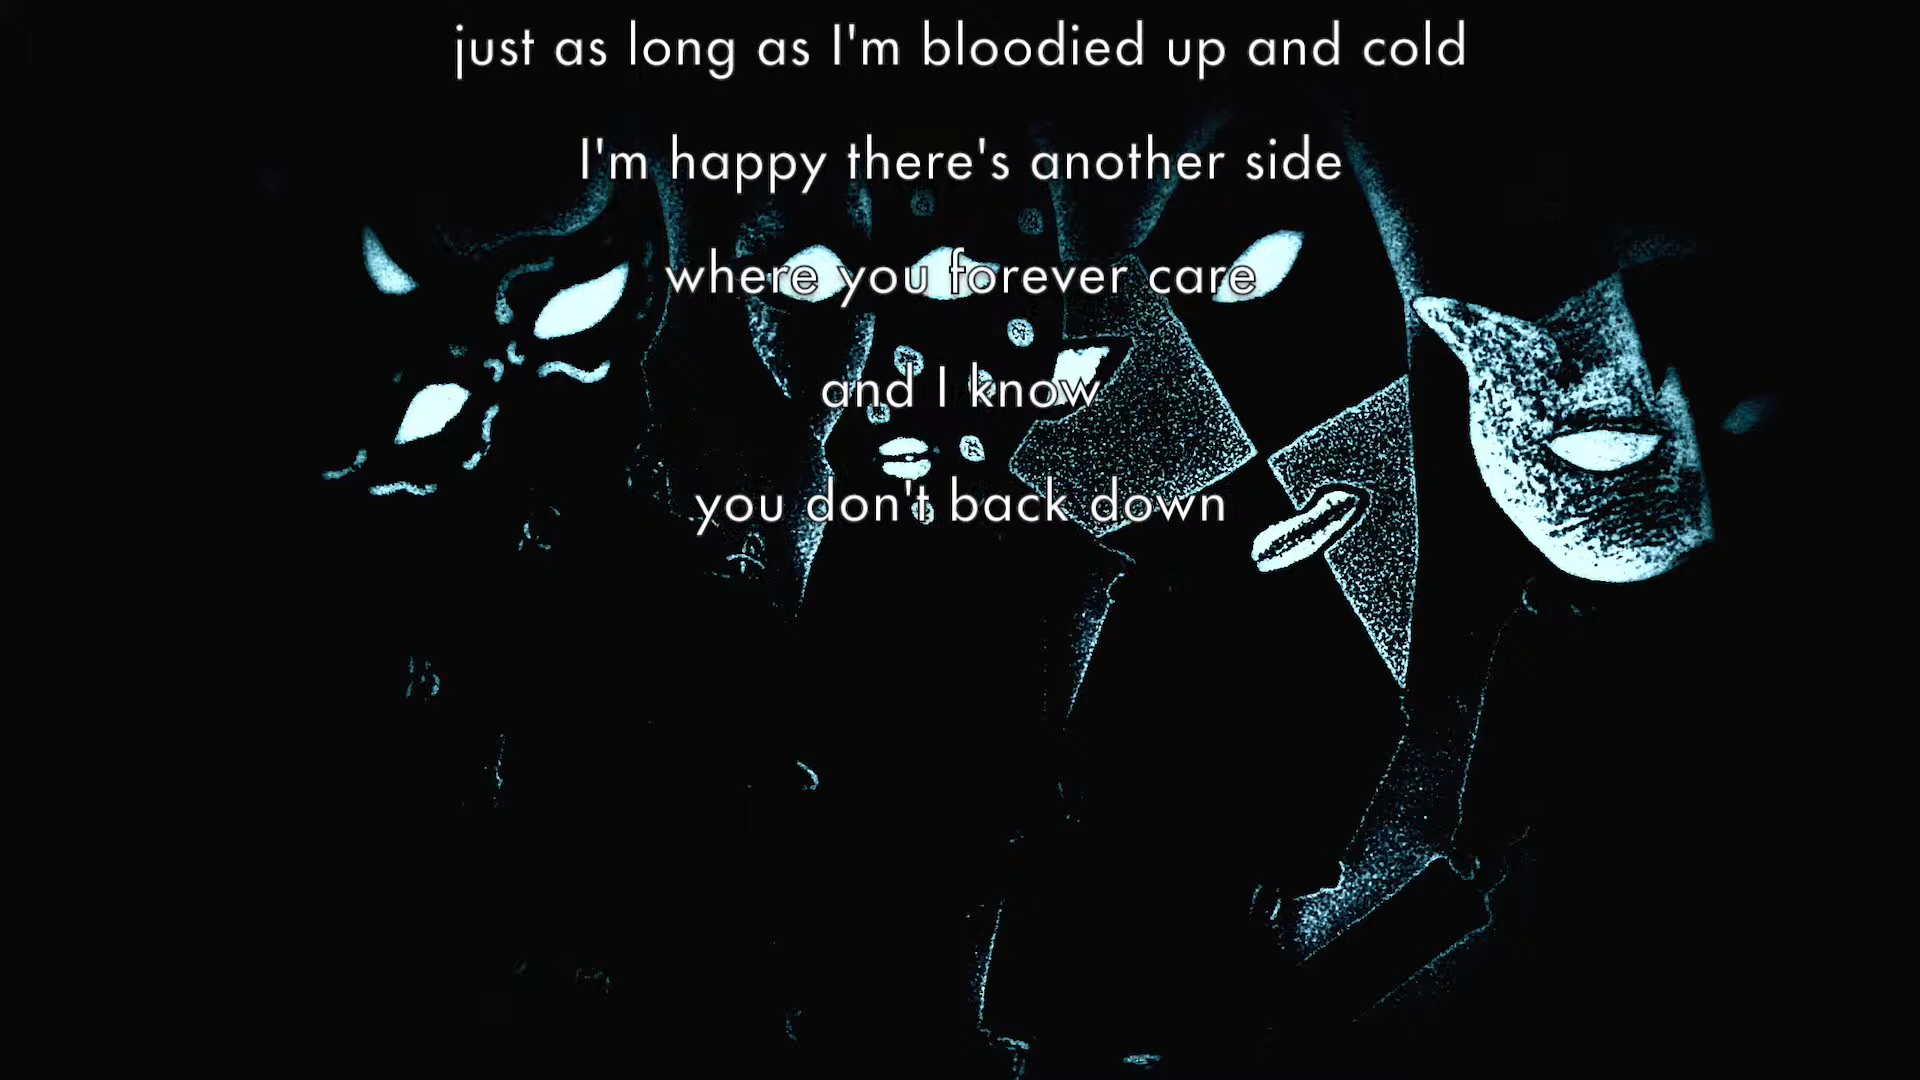 just as long as I'm bloodied up and cold
I'm happy there's another side
where you forever care
and I know
you don't back down